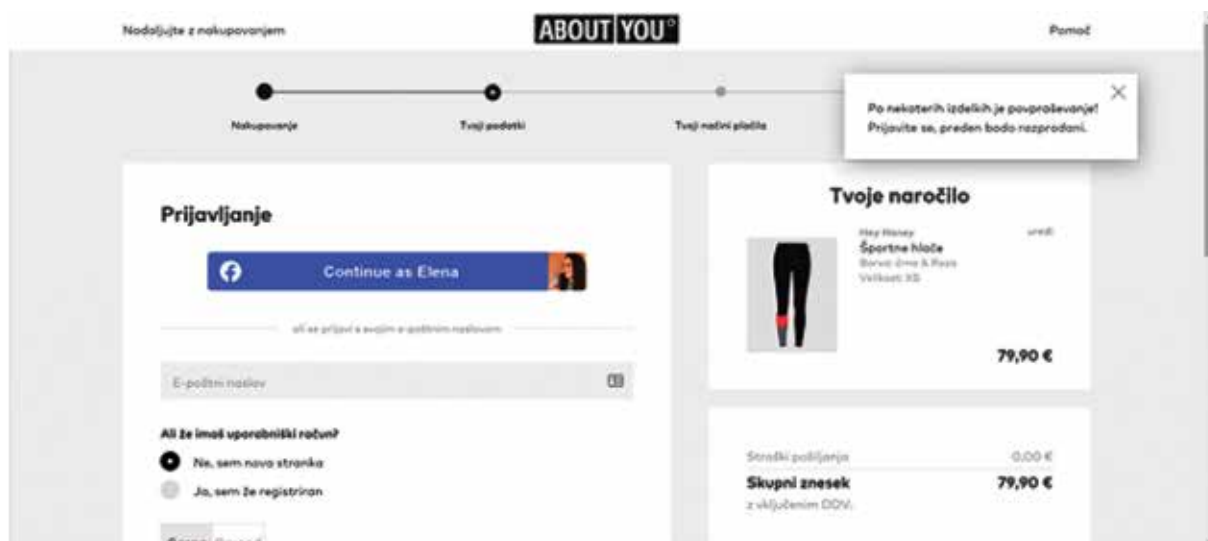 Nadaljujte z nakupovanjem
ABOUT YOU°
Pomoč
Po nekaterih izdelkih je povpraševanje!
Prijavite se, preden bodo razprodani.
Nakupovanje
Tvoji podatki
Tvoji načini plačila
Prijavljanje
Continue as Elena
ali se prijavi s svojim e-poštnim naslovom
E-poštni naslov
Ali že imaš uporabniški račun?
Ne, sem nova stranka
Ja, sem že registriran
Tvoje naročilo
Hey Honey
uredi
Športne hlače
Barva: črna & Roza
Velikost: XS
79,90 €
Stroški pošiljanja
0,00 €
Skupni znesek
79,90 €
z vključenim DDV.